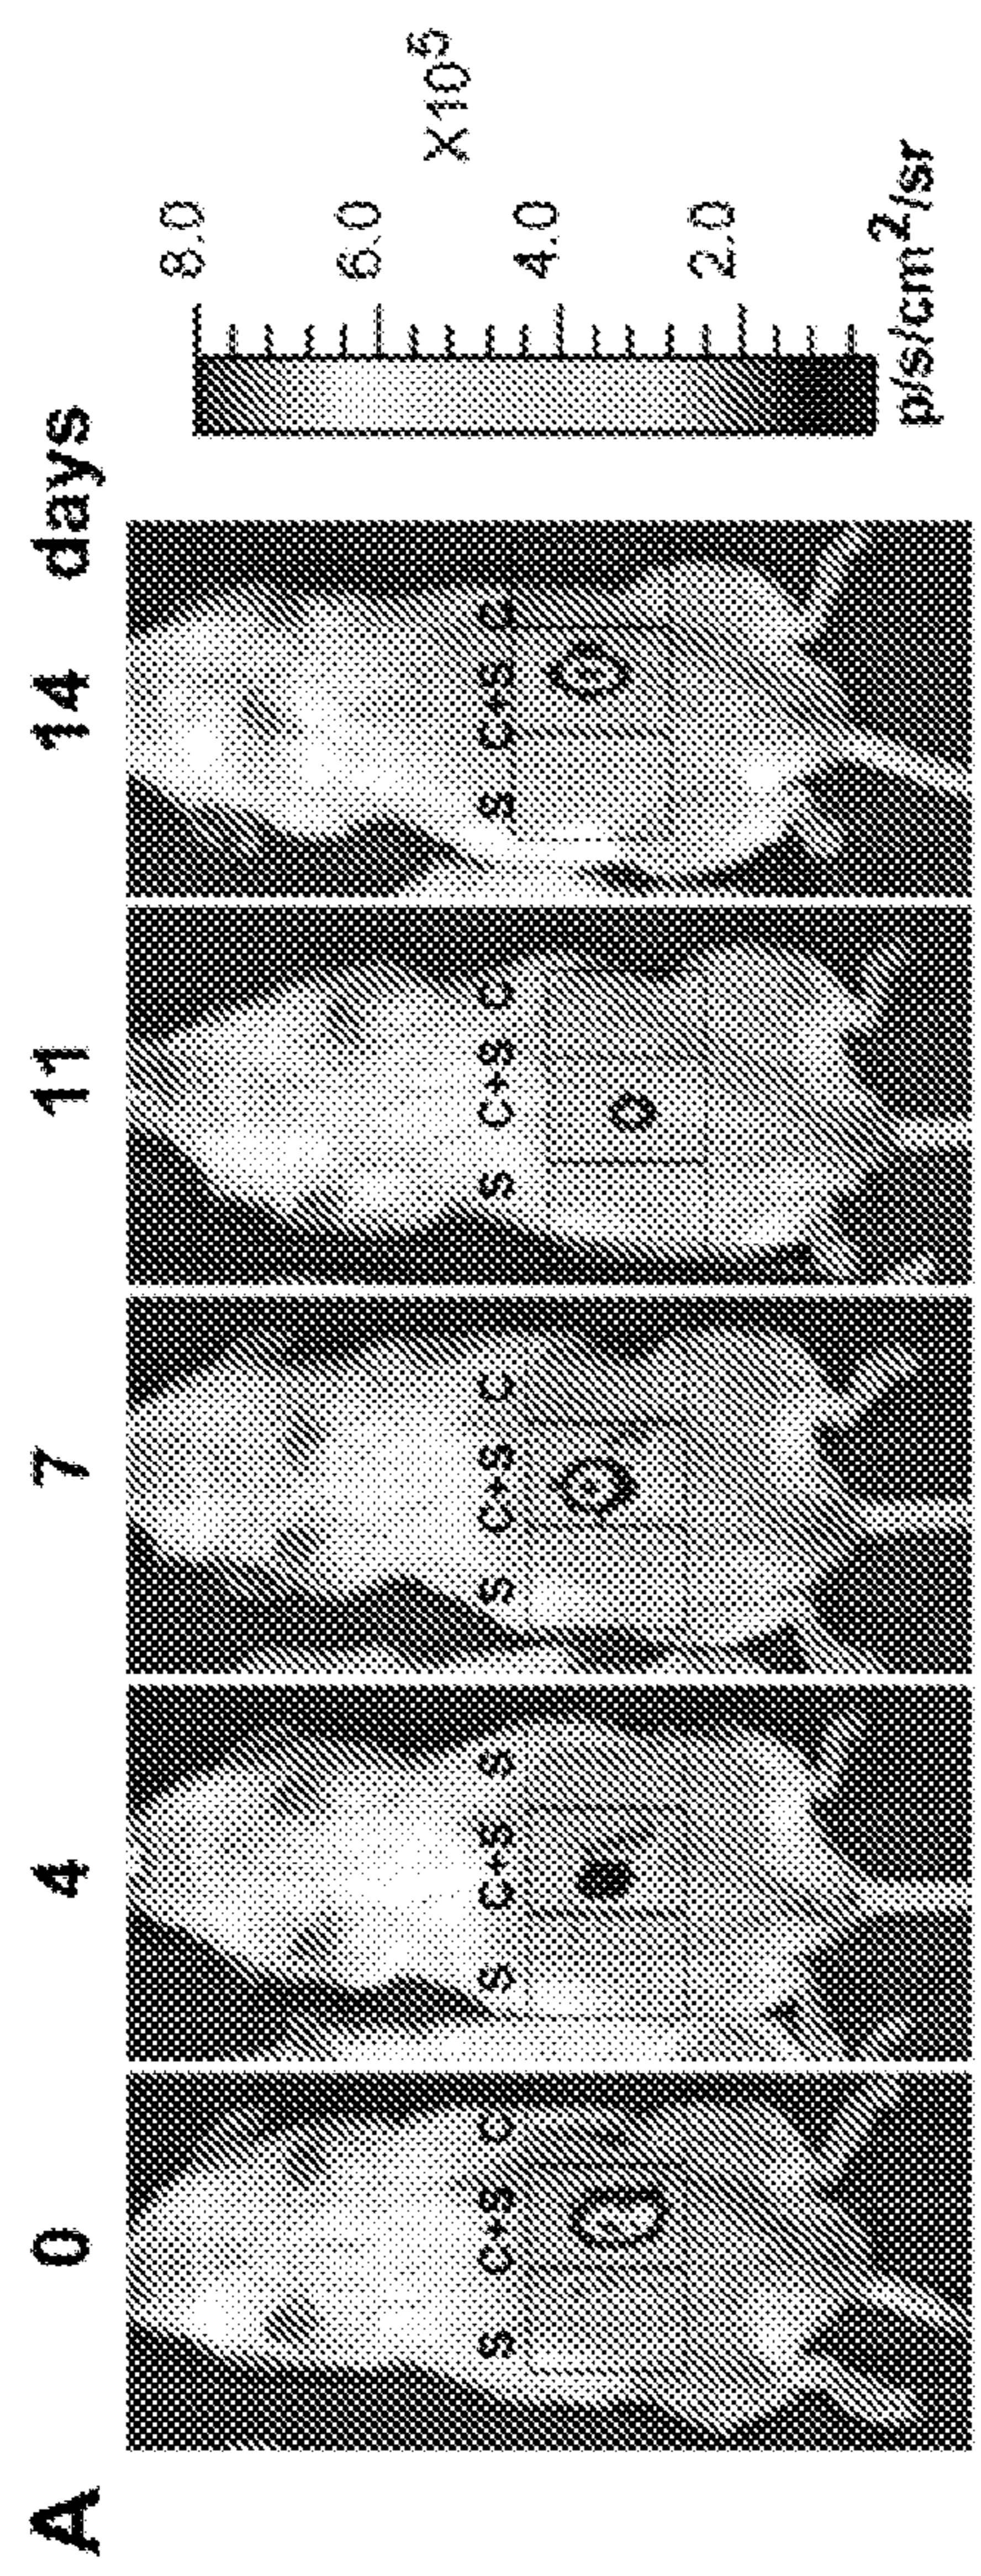 A
0 4 7 11 14 days
S C+S C
S C+S S
S C+S C
S C+S C
S C+S C
8.0
6.0
4.0
2.0
X10⁵
p/s/cm²/sr